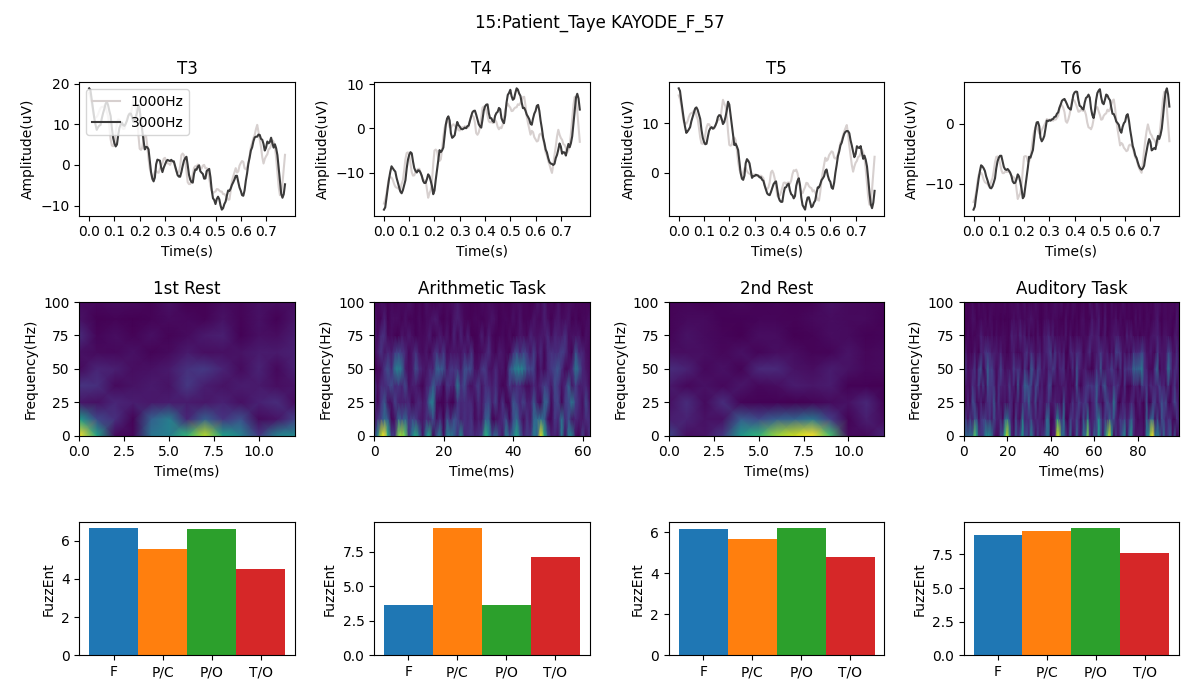 15:Patient_Taye KAYODE_F_57
T3
T4
T5
T6
20
10
0
−10
Amplitude(uV)
1000Hz
3000Hz
0.0 0.1 0.2 0.3 0.4 0.5 0.6 0.7
Time(s)
10
0
−10
Amplitude(uV)
0.0 0.1 0.2 0.3 0.4 0.5 0.6 0.7
Time(s)
10
0
Amplitude(uV)
0.0 0.1 0.2 0.3 0.4 0.5 0.6 0.7
Time(s)
0
−10
Amplitude(uV)
0.0 0.1 0.2 0.3 0.4 0.5 0.6 0.7
Time(s)
1st Rest
Arithmetic Task
2nd Rest
Auditory Task
100
75
50
25
0
Frequency(Hz)
0.0 2.5 5.0 7.5 10.0
Time(ms)
100
75
50
25
0
Frequency(Hz)
0 20 40 60
Time(ms)
100
75
50
25
0
Frequency(Hz)
0.0 2.5 5.0 7.5 10.0
Time(ms)
100
75
50
25
0
Frequency(Hz)
0 20 40 60 80
Time(ms)
6
4
2
0
FuzzEnt
F P/C P/O T/O
7.5
5.0
2.5
0.0
FuzzEnt
F P/C P/O T/O
6
4
2
0
FuzzEnt
F P/C P/O T/O
7.5
5.0
2.5
0.0
FuzzEnt
F P/C P/O T/O